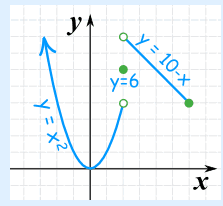 y
y = 10-x
y=6
y = x²
x